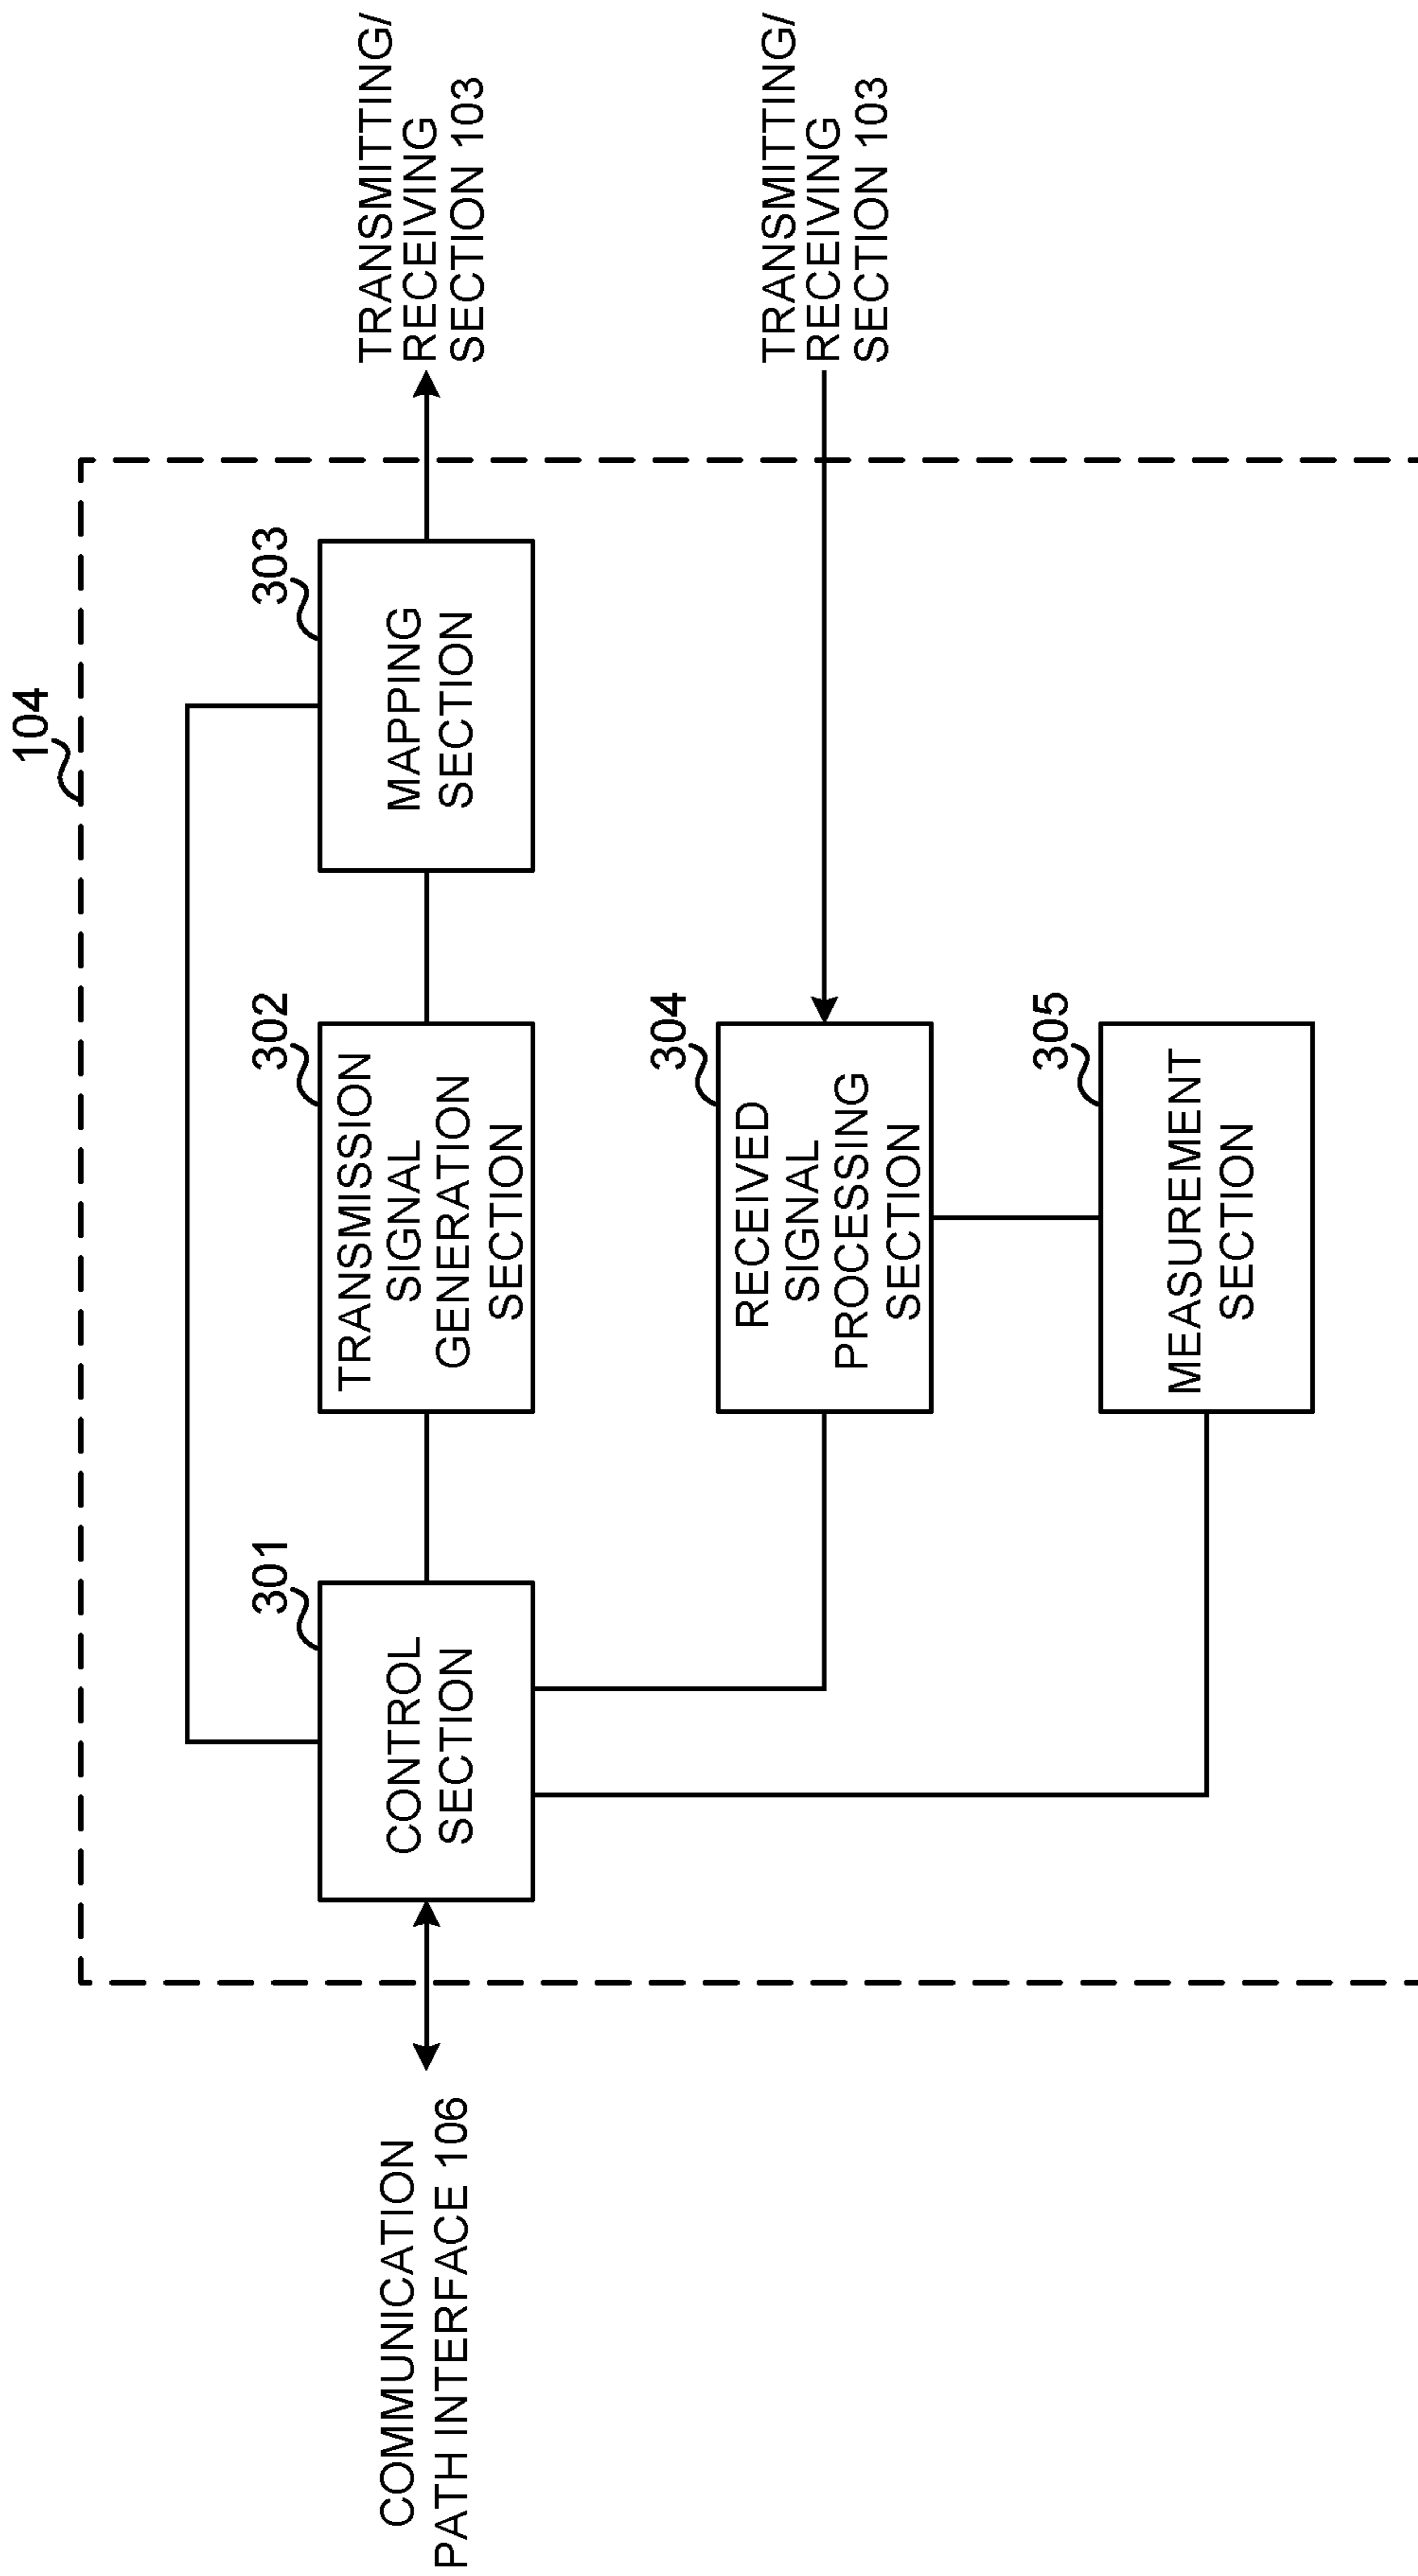 104
301
302
303
COMMUNICATION
PATH INTERFACE 106
CONTROL
SECTION
TRANSMISSION
SIGNAL
GENERATION
SECTION
MAPPING
SECTION
TRANSMITTING/
RECEIVING
SECTION 103
304
RECEIVED
SIGNAL
PROCESSING
SECTION
TRANSMITTING/
RECEIVING
SECTION 103
305
MEASUREMENT
SECTION